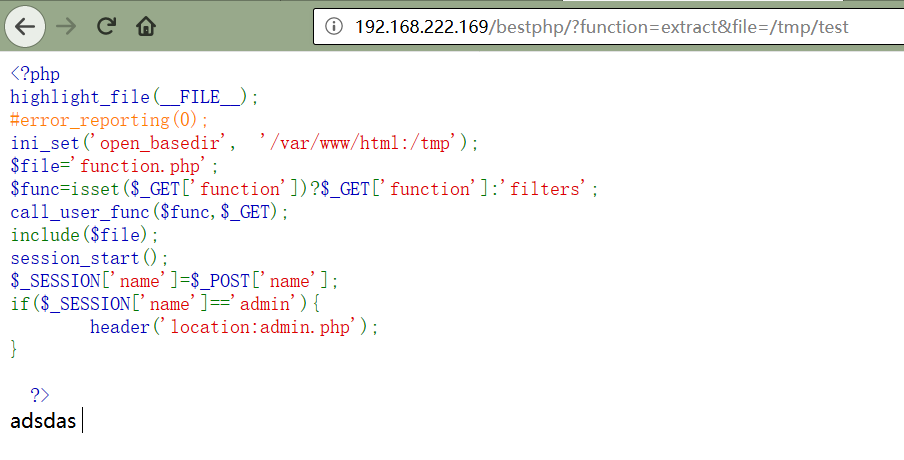 192.168.222.169/bestphp/?function=extract&file=/tmp/test
<?php
highlight_file(__FILE__);
#error_reporting(0);
ini_set('open_basedir', '/var/www/html:/tmp');
$file='function.php';
$func=isset($_GET['function'])?$_GET['function']:'filters';
call_user_func($func,$_GET);
include($file);
session_start();
$_SESSION['name']=$_POST['name'];
if($_SESSION['name']=='admin'){
header('location:admin.php');
}
?>
adsdas